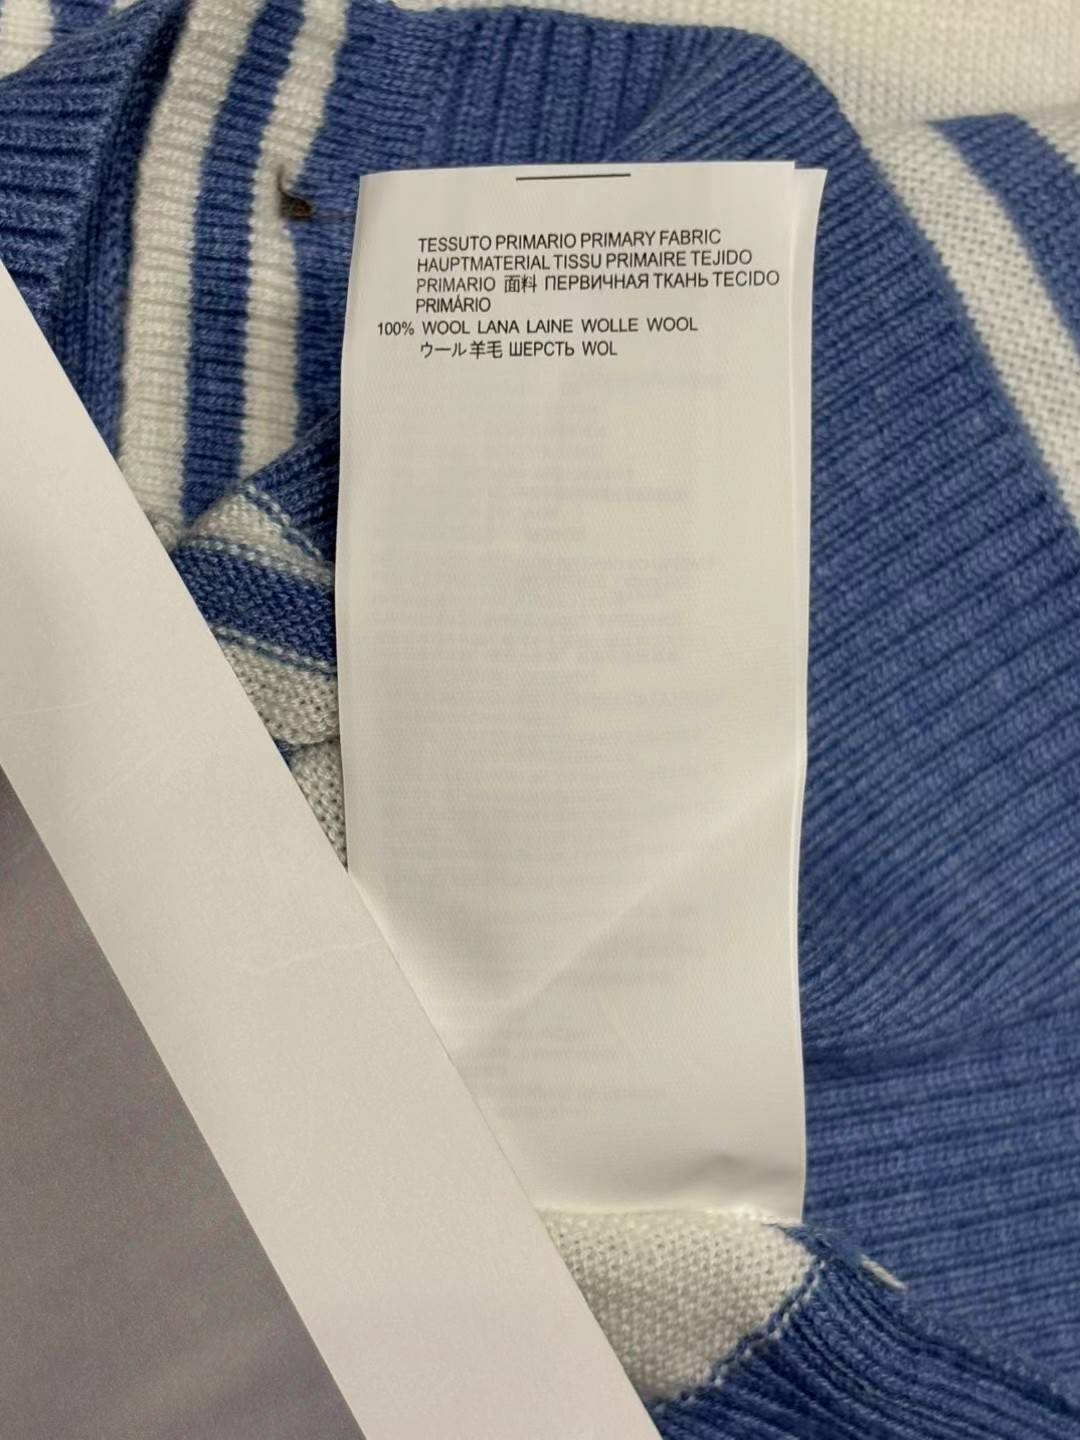 TESSUTO PRIMARIO PRIMARY FABRIC
HAUPTMATERIAL TISSU PRIMAIRE TEJIDO
PRIMARIO 面料 ПЕРВИЧНАЯ ТКАНЬ TECIDO
PRIMÁRIO
100% WOOL LANA LAINE WOLLE WOOL
ウール 羊毛 ШЕРСТЬ WOL